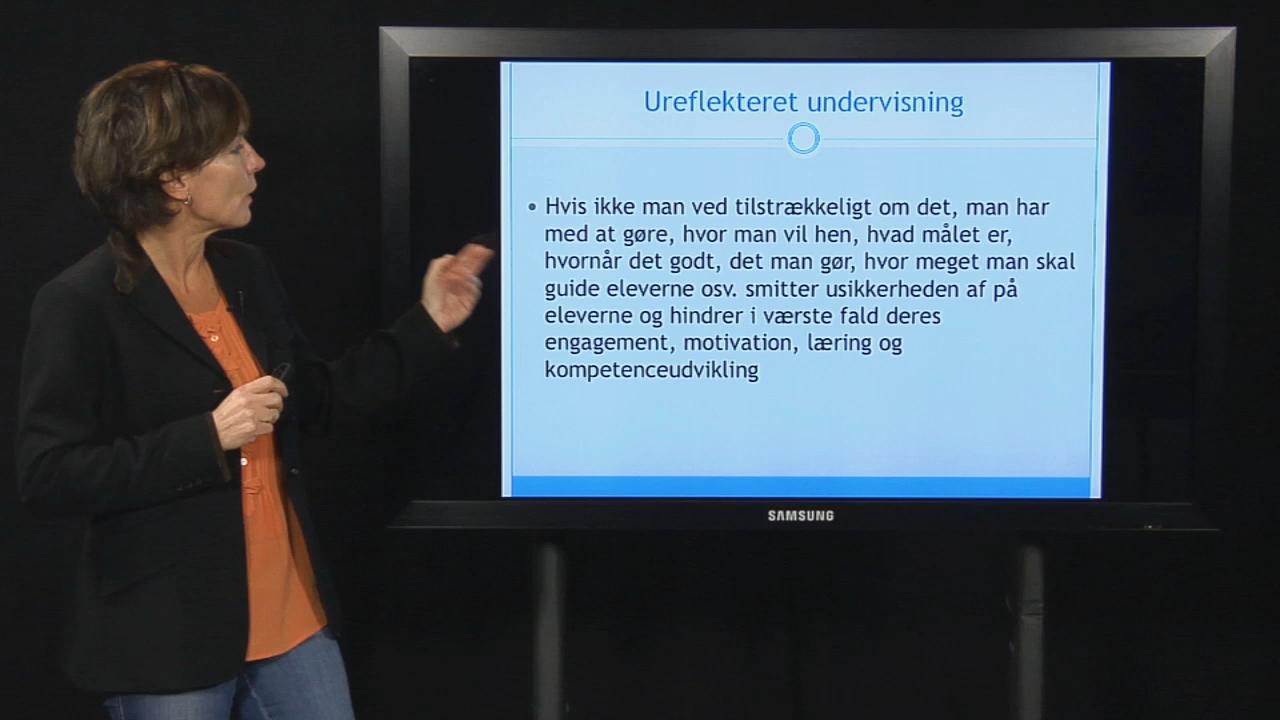 Ureflekteret undervisning
• Hvis ikke man ved tilstrækkeligt om det, man har
med at gøre, hvor man vil hen, hvad målet er,
hvornår det godt, det man gør, hvor meget man skal
guide eleverne osv. smitter usikkerheden af på
eleverne og hindrer i værste fald deres
engagement, motivation, læring og
kompetenceudvikling
SAMSUNG